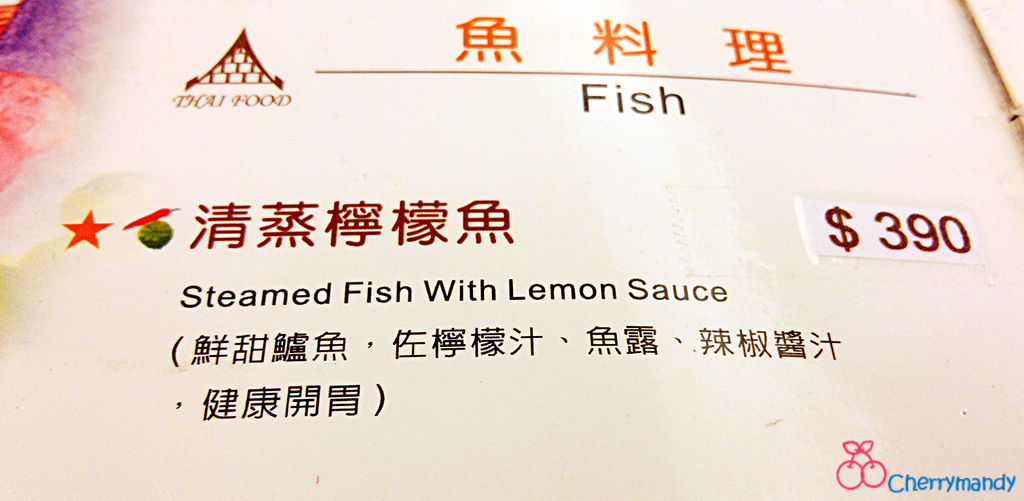 魚料理
THAI FOOD
Fish
清蒸檸檬魚
$ 390
Steamed Fish With Lemon Sauce
(鮮甜鱸魚，佐檸檬汁、魚露、辣椒醬汁
，健康開胃)
Cherrymandy